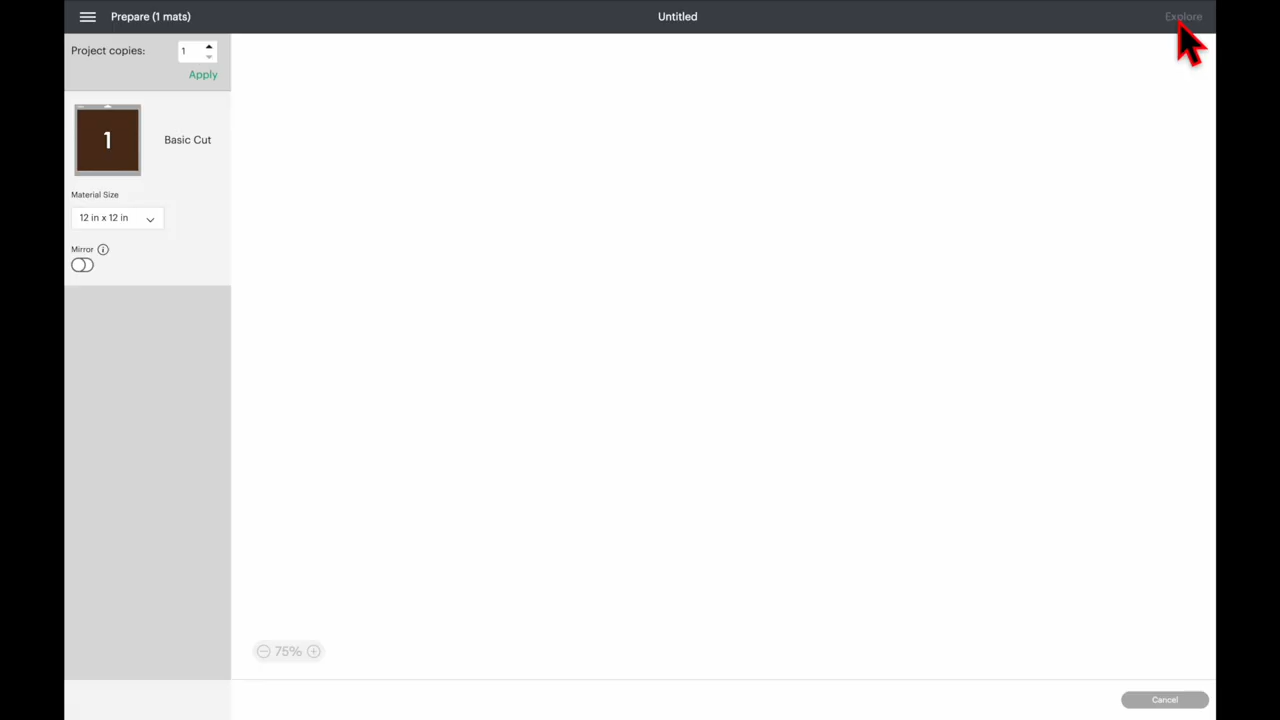 Prepare (1 mats)
Untitled
Explore
Project copies:
1
Apply
1
Basic Cut
Material Size
12 in x 12 in
Mirror
75%
Cancel